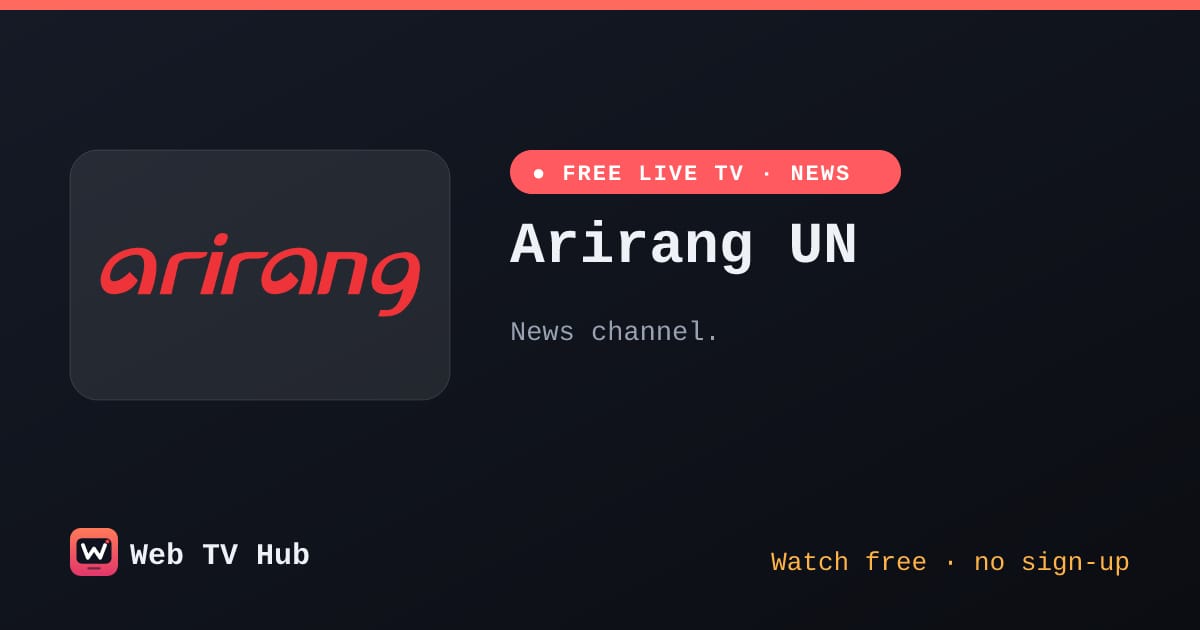 arirang
● FREE LIVE TV · NEWS
Arirang UN
News channel.
W
Web TV Hub
Watch free · no sign-up